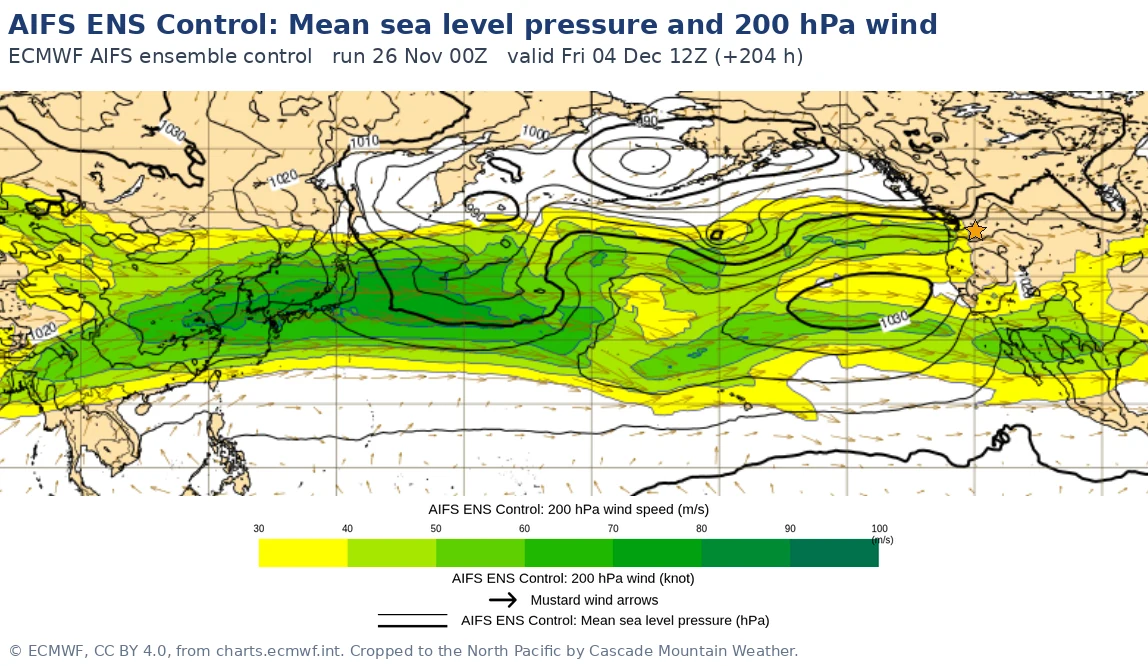 AIFS ENS Control: Mean sea level pressure and 200 hPa wind
ECMWF AIFS ensemble control run 26 Nov 00Z valid Fri 04 Dec 12Z (+204 h)
990
1030
1010
1000
1020
990
1020
1020
1030
AIFS ENS Control: 200 hPa wind speed (m/s)
30 40 50 60 70 80 90 100
(m/s)
AIFS ENS Control: 200 hPa wind (knot)
Mustard wind arrows
AIFS ENS Control: Mean sea level pressure (hPa)
© ECMWF, CC BY 4.0, from charts.ecmwf.int. Cropped to the North Pacific by Cascade Mountain Weather.